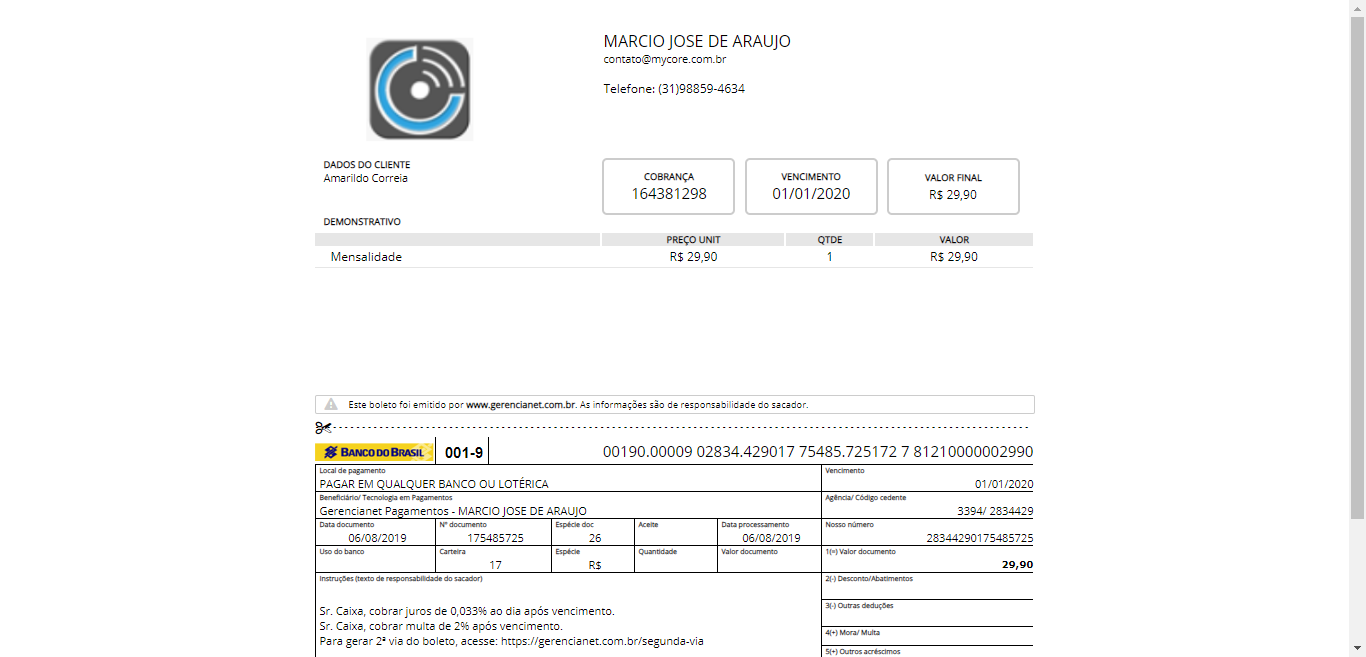 MARCIO JOSE DE ARAUJO
contato@mycore.com.br
Telefone: (31)98859-4634
DADOS DO CLIENTE
Amarildo Correia
COBRANÇA
164381298
VENCIMENTO
01/01/2020
VALOR FINAL
R$ 29,90
DEMONSTRATIVO
PREÇO UNIT QTDE VALOR
Mensalidade R$ 29,90 1 R$ 29,90
Este boleto foi emitido por www.gerencianet.com.br. As informações são de responsabilidade do sacador.
BANCO DO BRASIL 001-9 00190.00009 02834.429017 75485.725172 7 81210000002990
Local de pagamento Vencimento
PAGAR EM QUALQUER BANCO OU LOTÉRICA 01/01/2020
Beneficiário/ Tecnologia em Pagamentos Agência/ Código cedente
Gerencianet Pagamentos - MARCIO JOSE DE ARAUJO 3394/ 2834429
Data documento Nº documento Espécie doc Aceite Data processamento Nosso número
06/08/2019 175485725 26 06/08/2019 28344290175485725
Uso do banco Carteira Espécie Quantidade Valor documento 1(=) Valor documento
17 R$ 29,90
Instruções (texto de responsabilidade do sacador) 2(-) Desconto/Abatimentos
3(-) Outras deduções
Sr. Caixa, cobrar juros de 0,033% ao dia após vencimento.
Sr. Caixa, cobrar multa de 2% após vencimento.
4(+) Mora/ Multa
Para gerar 2ª via do boleto, acesse: https://gerencianet.com.br/segunda-via
5(+) Outros acréscimos